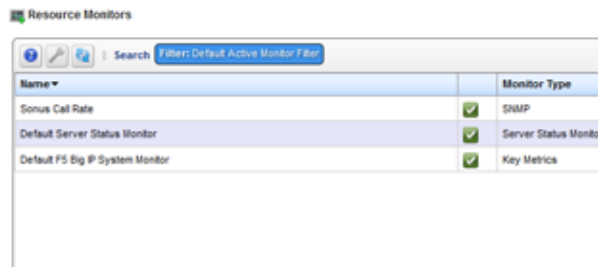 Resource Monitors
Search Filter: Default Active Monitor Filter
Name Monitor Type
Sonus Call Rate SNMP
Default Server Status Monitor Server Status Monito
Default F5 Big IP System Monitor Key Metrics